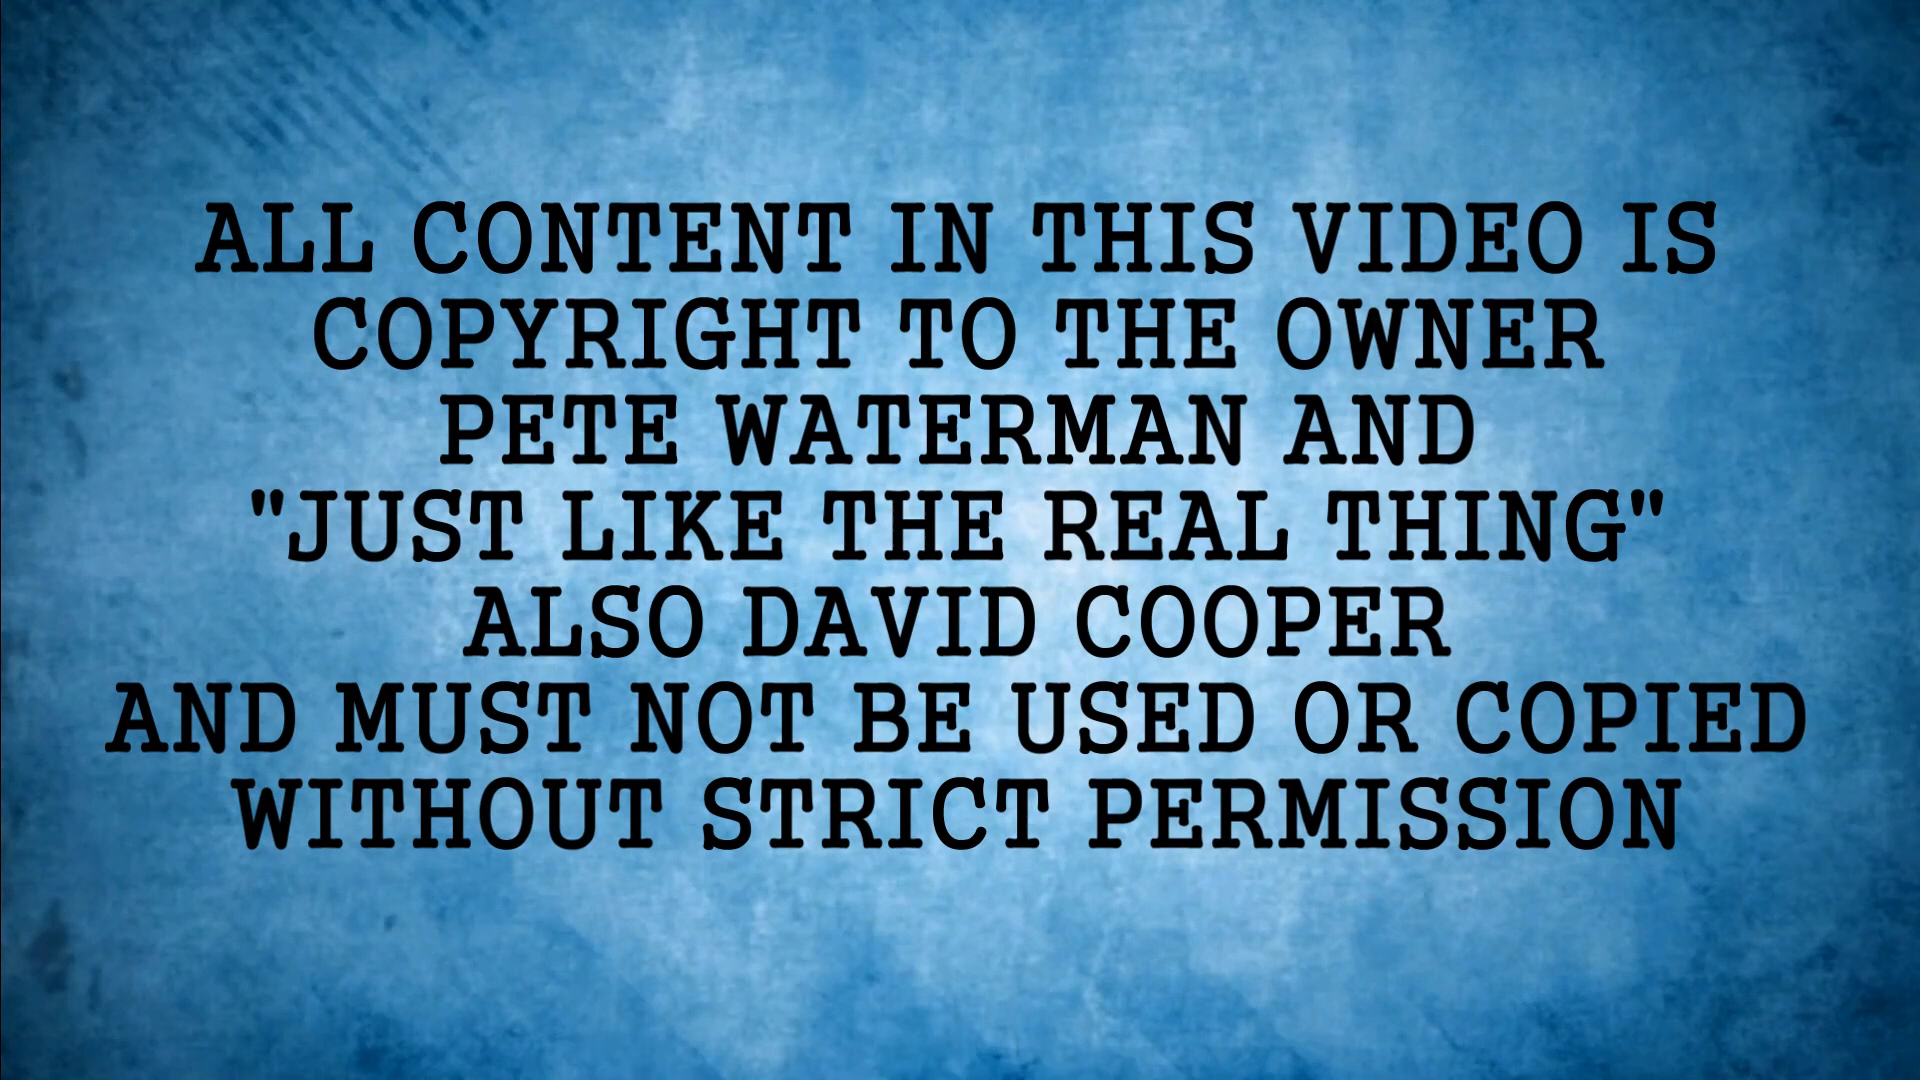 ALL CONTENT IN THIS VIDEO IS
COPYRIGHT TO THE OWNER
PETE WATERMAN AND
"JUST LIKE THE REAL THING"
ALSO DAVID COOPER
AND MUST NOT BE USED OR COPIED
WITHOUT STRICT PERMISSION